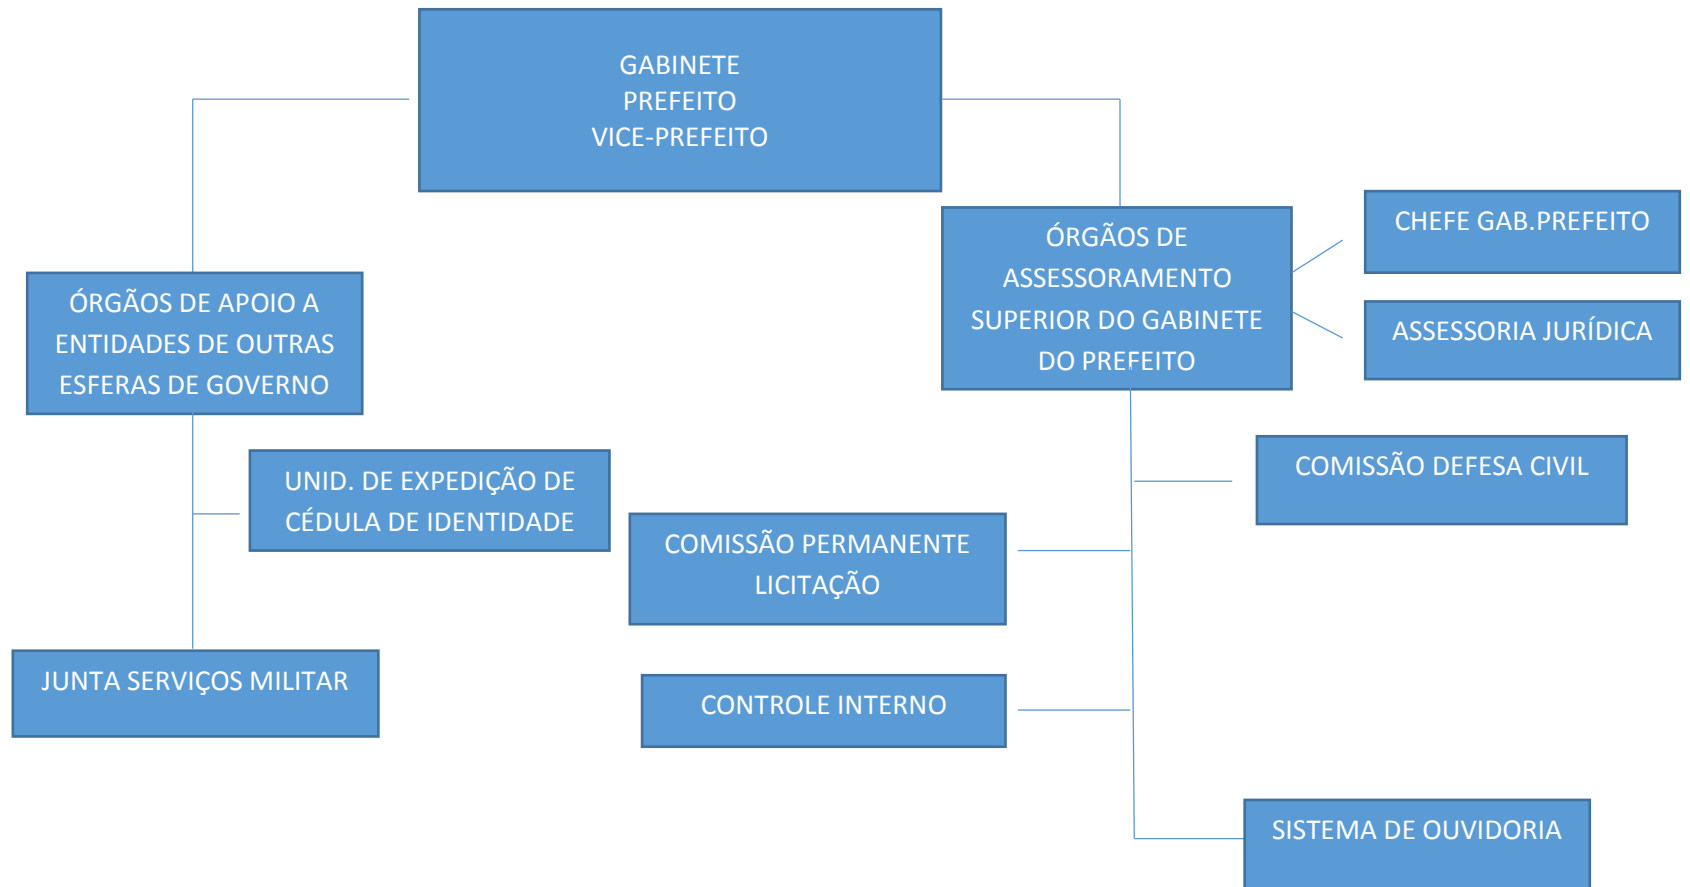 GABINETE
PREFEITO
VICE-PREFEITO
CHEFE GAB.PREFEITO
ÓRGÃOS DE
ASSESSORAMENTO
SUPERIOR DO GABINETE
DO PREFEITO
ASSESSORIA JURÍDICA
ÓRGÃOS DE APOIO A
ENTIDADES DE OUTRAS
ESFERAS DE GOVERNO
COMISSÃO DEFESA CIVIL
UNID. DE EXPEDIÇÃO DE
CÉDULA DE IDENTIDADE
COMISSÃO PERMANENTE
LICITAÇÃO
JUNTA SERVIÇOS MILITAR
CONTROLE INTERNO
SISTEMA DE OUVIDORIA